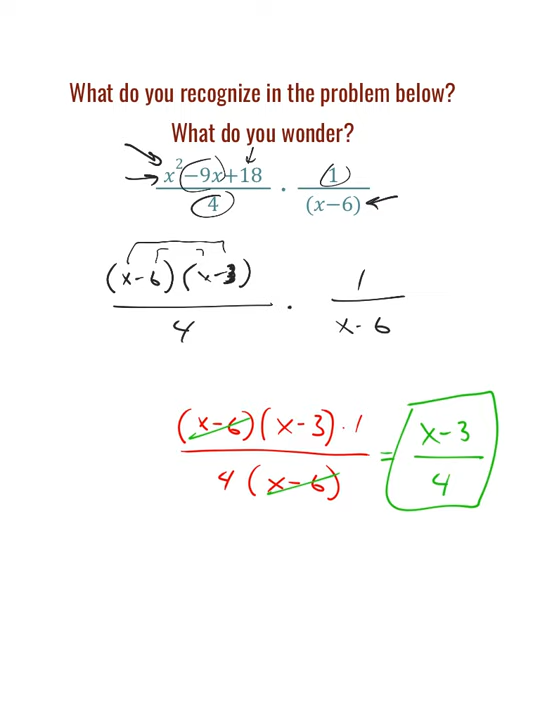 What do you recognize in the problem below?
What do you wonder?
x²−9x+18 / 4 · 1 / (x−6)
(x-6)(x-3) / 4 · 1 / x-6
(x-6)(x-3)·1 / 4(x-6) = x-3 / 4